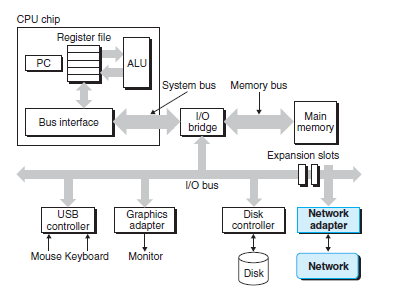 CPU chip
Register file
PC
ALU
System bus
Memory bus
Bus interface
I/O
bridge
Main
memory
Expansion slots
I/O bus
USB
controller
Graphics
adapter
Disk
controller
Network
adapter
Mouse Keyboard
Monitor
Disk
Network